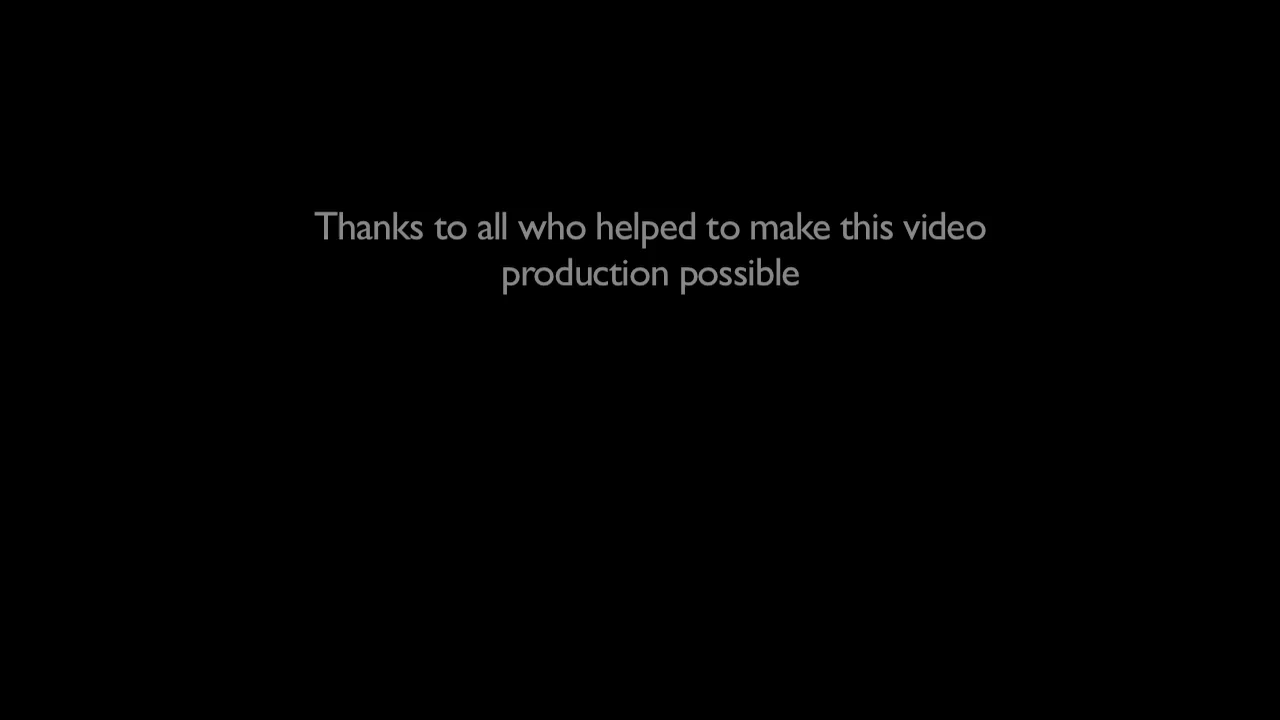 Thanks to all who helped to make this video
production possible